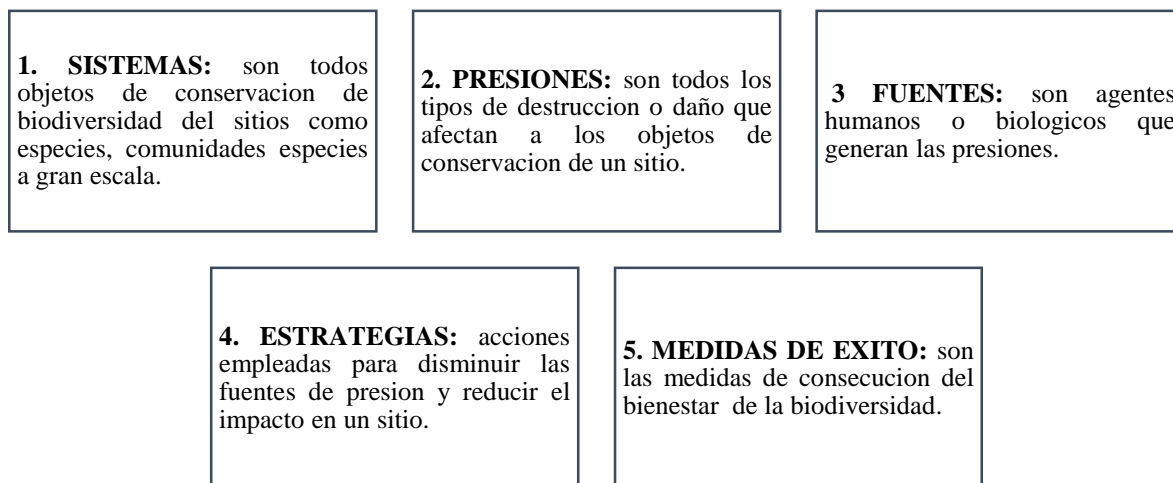 1. SISTEMAS: son todos
objetos de conservacion de
biodiversidad del sitios como
especies, comunidades especies
a gran escala.
2. PRESIONES: son todos los
tipos de destruccion o daño que
afectan a los objetos de
conservacion de un sitio.
3 FUENTES: son agentes
humanos o biologicos que
generan las presiones.
4. ESTRATEGIAS: acciones
empleadas para disminuir las
fuentes de presion y reducir el
impacto en un sitio.
5. MEDIDAS DE EXITO: son
las medidas de consecucion del
bienestar de la biodiversidad.